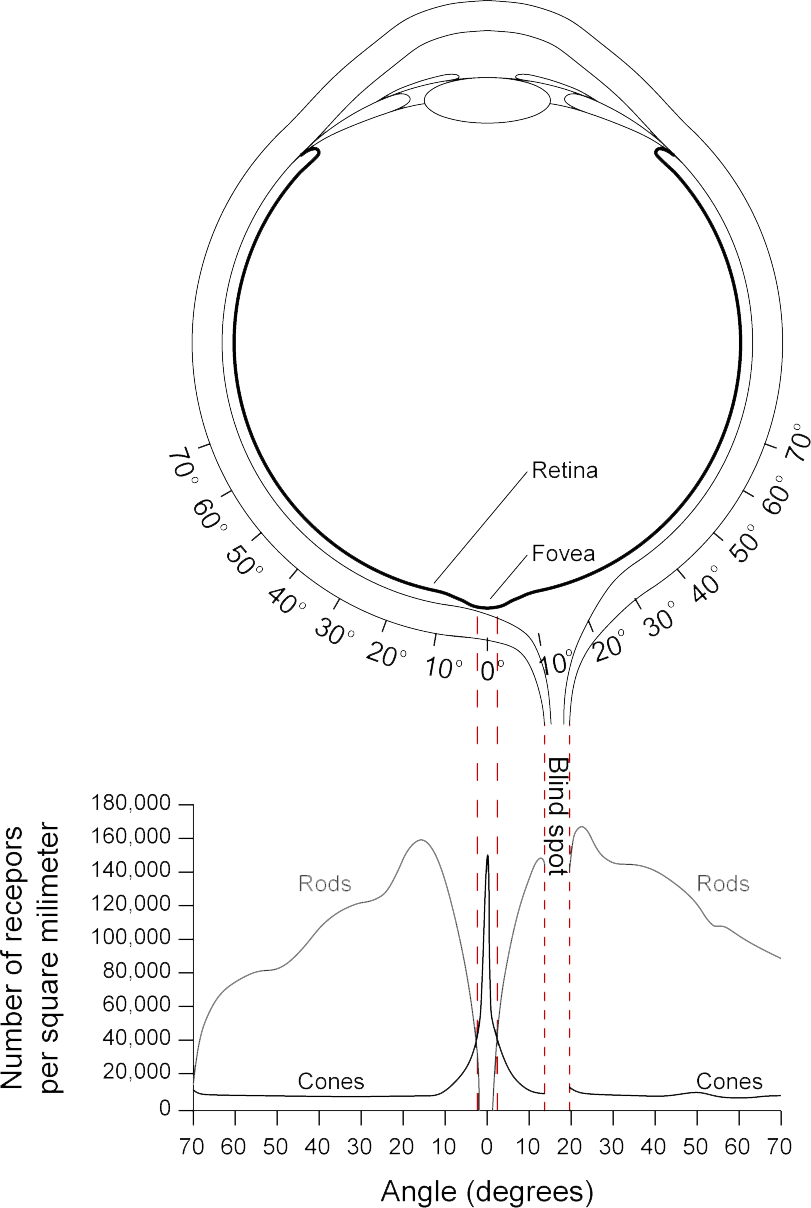 Retina
Fovea
70°
60°
50°
40°
30°
20°
10°
0°
10°
20°
30°
40°
50°
60°
70°
Blind spot
Number of recepors
per square milimeter
180,000
160,000
140,000
120,000
100,000
80,000
60,000
40,000
20,000
0
Rods
Rods
Cones
Cones
70 60 50 40 30 20 10 0 10 20 30 40 50 60 70
Angle (degrees)